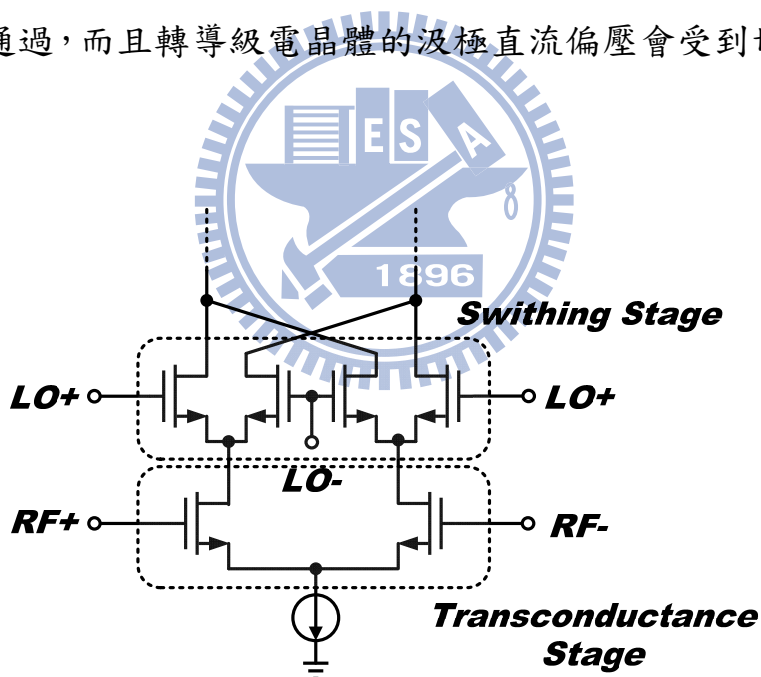 通過，而且轉導級電晶體的汲極直流偏壓會受到
E S A
8
1896
Swithing Stage
LO+ LO+
LO-
RF+ RF-
Transconductance
Stage